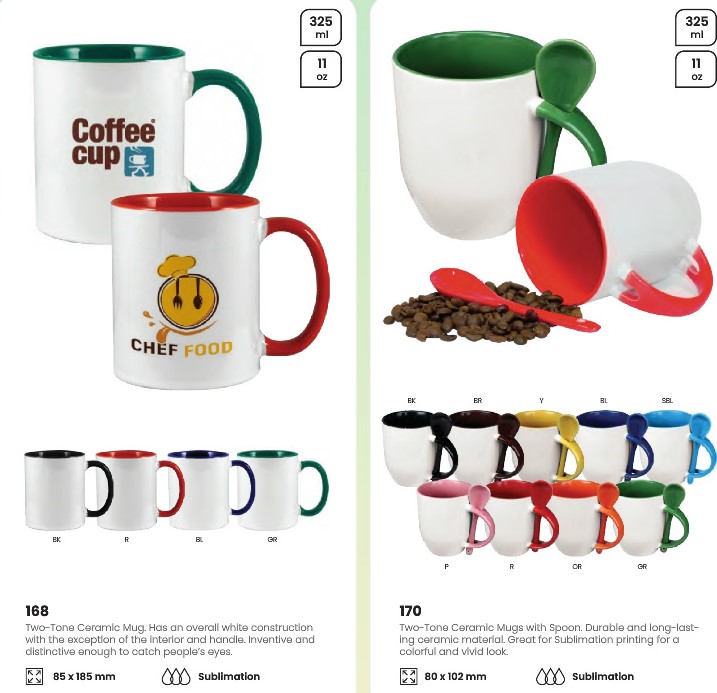 325
ml
11
oz
Coffee
cup
CHEF FOOD
BK
R
BL
GR
168
Two-Tone Ceramic Mug. Has an overall white construction
with the exception of the interior and handle. Inventive and
distinctive enough to catch people's eyes.
85 x 185 mm
Sublimation
325
ml
11
oz
BK
BR
Y
BL
SBL
P
R
OR
GR
170
Two-Tone Ceramic Mugs with Spoon. Durable and long-last-
ing ceramic material. Great for Sublimation printing for a
colorful and vivid look.
80 x 102 mm
Sublimation